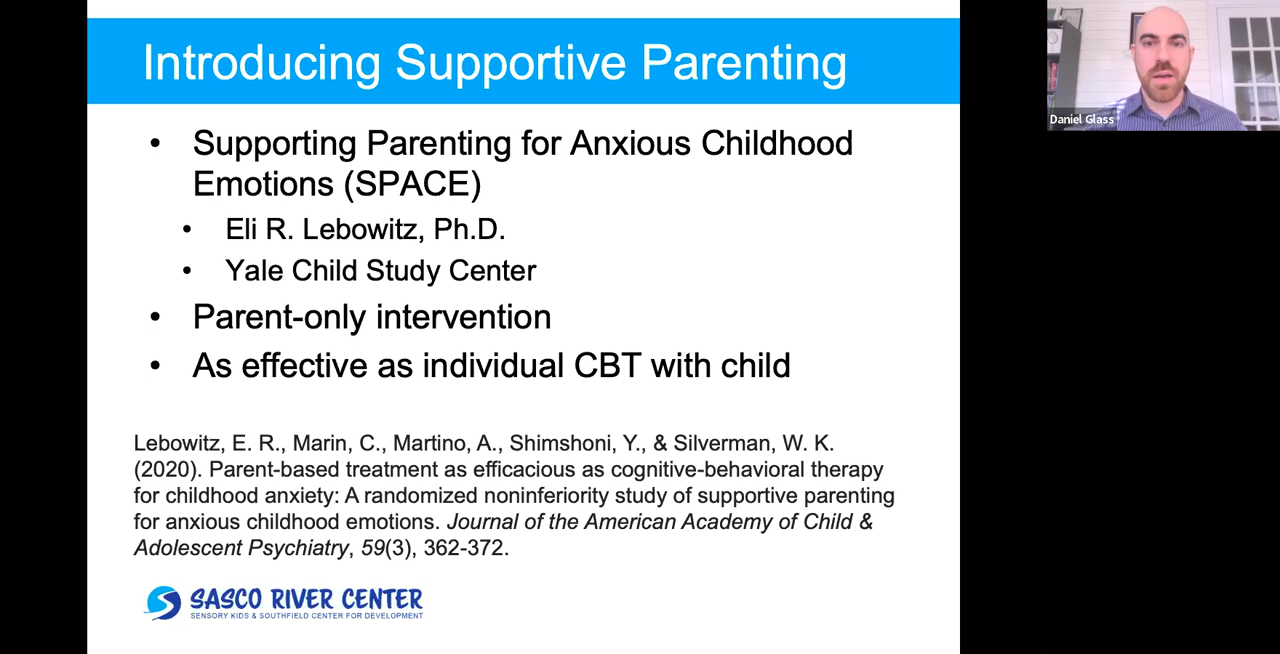 Introducing Supportive Parenting
• Supporting Parenting for Anxious Childhood
Emotions (SPACE)
• Eli R. Lebowitz, Ph.D.
• Yale Child Study Center
• Parent-only intervention
• As effective as individual CBT with child
Lebowitz, E. R., Marin, C., Martino, A., Shimshoni, Y., & Silverman, W. K.
(2020). Parent-based treatment as efficacious as cognitive-behavioral therapy
for childhood anxiety: A randomized noninferiority study of supportive parenting
for anxious childhood emotions. Journal of the American Academy of Child &
Adolescent Psychiatry, 59(3), 362-372.
SASCO RIVER CENTER
SENSORY KIDS & SOUTHFIELD CENTER FOR DEVELOPMENT
Daniel Glass